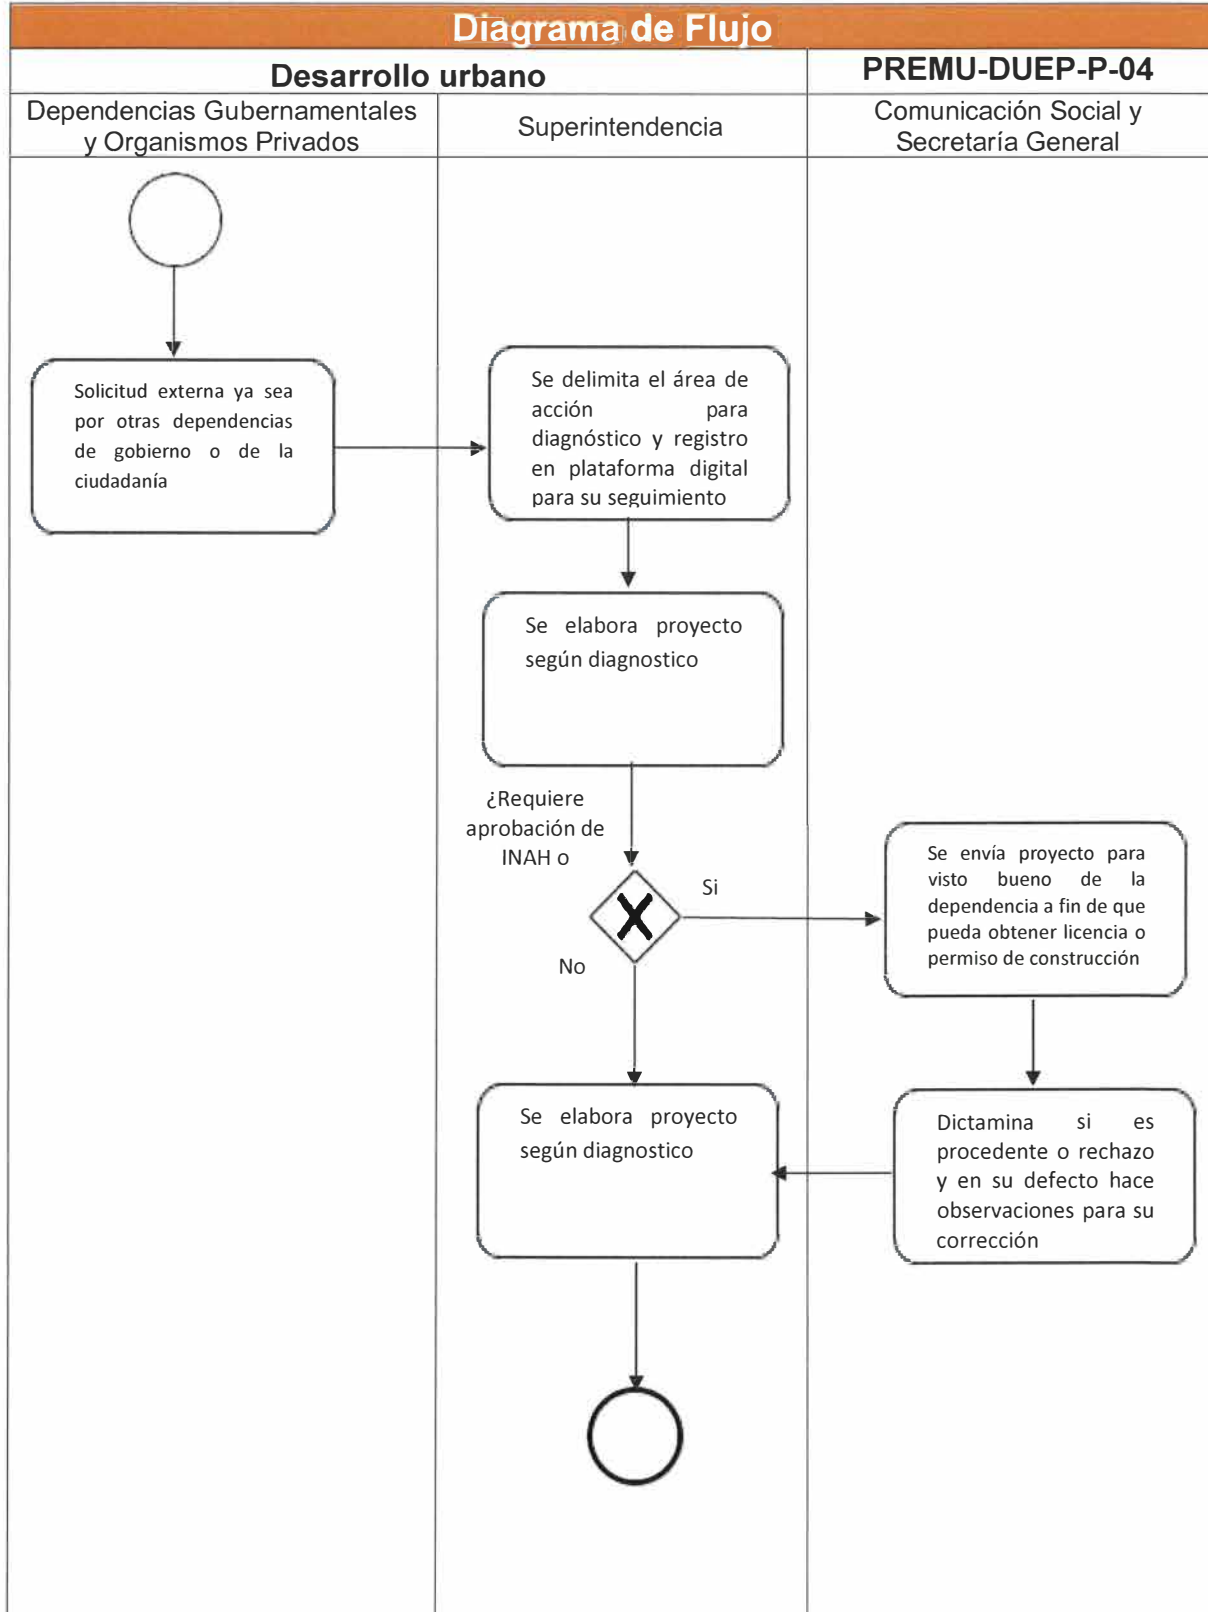 Diagrama de Flujo
Desarrollo urbano
PREMU-DUEP-P-04
Dependencias Gubernamentales
y Organismos Privados
Superintendencia
Comunicación Social y
Secretaría General
Solicitud externa ya sea
por otras dependencias
de gobierno o de la
ciudadanía
Se delimita el área de
acción para
diagnóstico y registro
en plataforma digital
para su seguimiento
Se elabora proyecto
según diagnostico
¿Requiere
aprobación de
INAH o
Si
No
Se envía proyecto para
visto bueno de la
dependencia a fin de que
pueda obtener licencia o
permiso de construcción
Se elabora proyecto
según diagnostico
Dictamina si es
procedente o rechazo
y en su defecto hace
observaciones para su
corrección